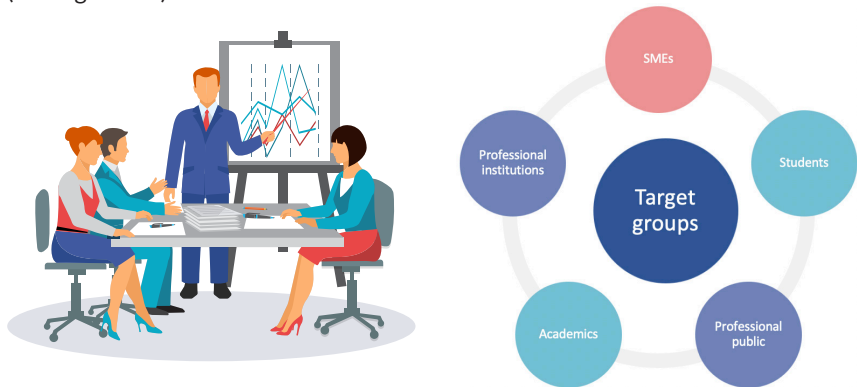 SMEs
Professional
institutions
Students
Target
groups
Academics
Professional
public